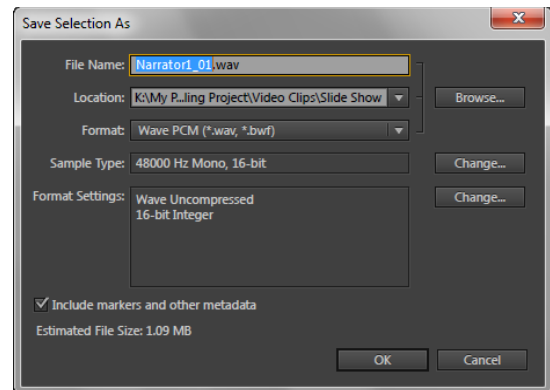 Save Selection As
File Name: Narrator1_01.wav
Location: K:\My P...ling Project\Video Clips\Slide Show Browse...
Format: Wave PCM (*.wav, *.bwf)
Sample Type: 48000 Hz Mono, 16-bit Change...
Format Settings: Wave Uncompressed Change...
16-bit Integer
Include markers and other metadata
Estimated File Size: 1.09 MB
OK Cancel